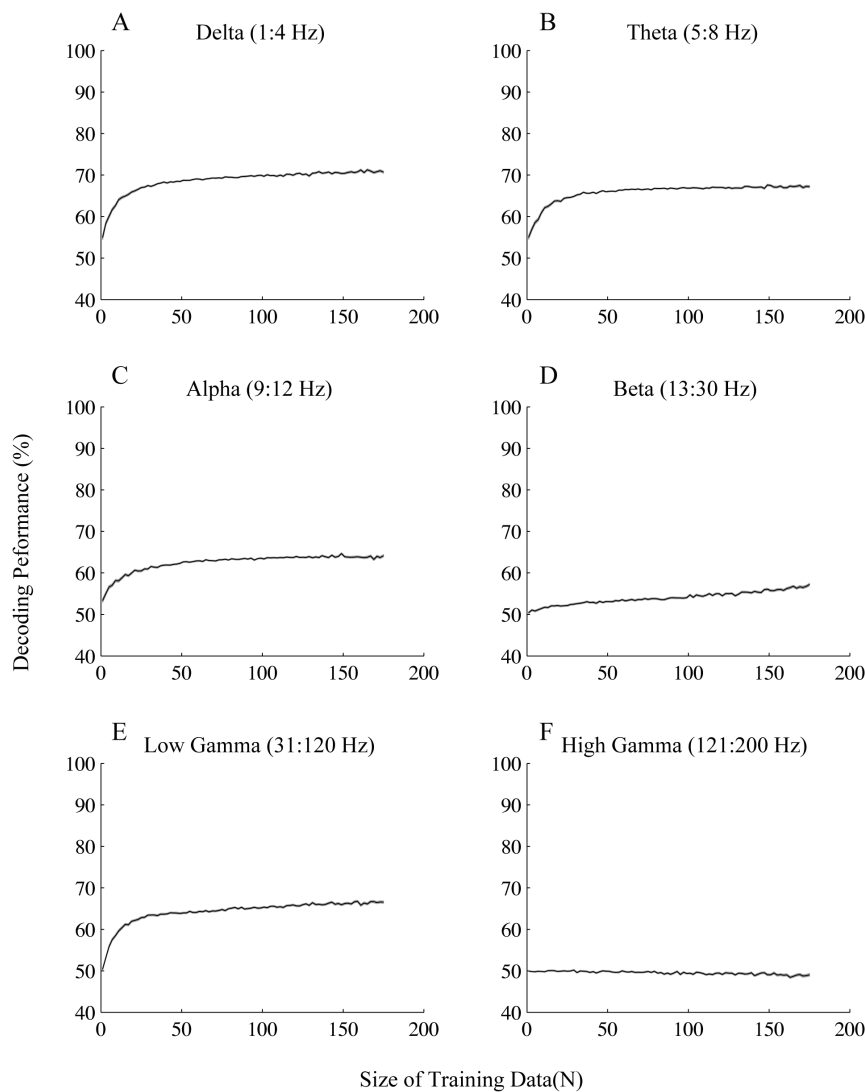 A
Delta (1:4 Hz)
100
90
80
70
60
50
40
0 50 100 150 200
B
Theta (5:8 Hz)
100
90
80
70
60
50
40
0 50 100 150 200
C
Alpha (9:12 Hz)
100
90
80
70
60
50
40
0 50 100 150 200
D
Beta (13:30 Hz)
100
90
80
70
60
50
40
0 50 100 150 200
Decoding Peformance (%)
E
Low Gamma (31:120 Hz)
100
90
80
70
60
50
40
0 50 100 150 200
F
High Gamma (121:200 Hz)
100
90
80
70
60
50
40
0 50 100 150 200
Size of Training Data(N)